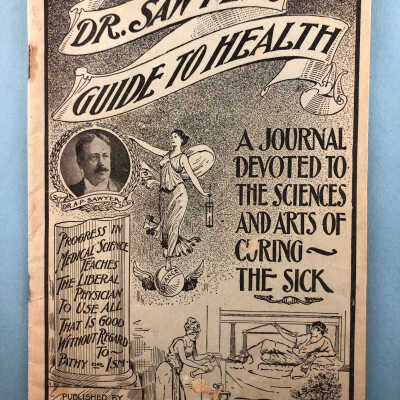 DR. SAWYER'S
GUIDE TO HEALTH
A JOURNAL
DEVOTED TO
THE SCIENCES
AND ARTS OF
CURING ~
THE SICK
DR. A.P. SAWYER.
PROGRESS IN
MEDICAL SCIENCE
TEACHES
THE LIBERAL
PHYSICIAN
TO USE ALL
THAT IS GOOD
WITHOUT REGARD
TO ~
PATHY OR ISM
PUBLISHED BY